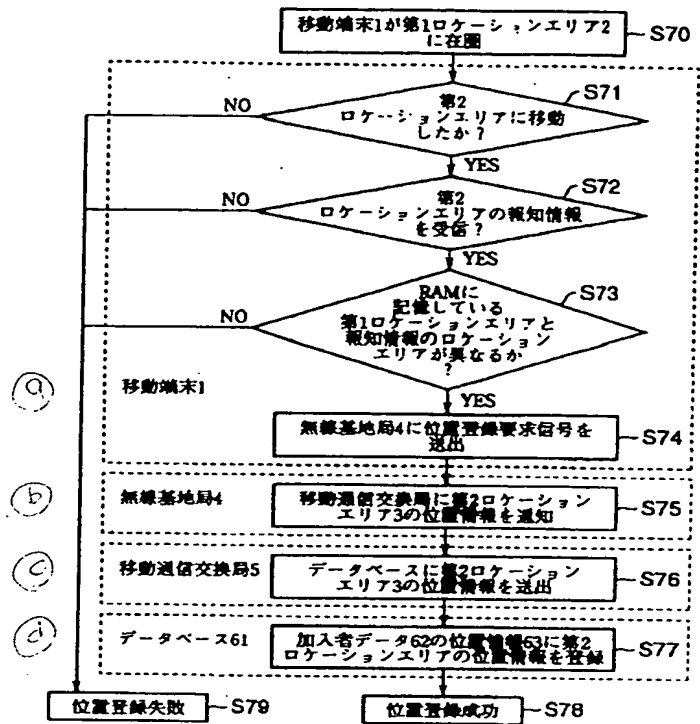 移動端末1が第1ロケーションエリア2
に在圏
S70
S71
NO
第2
ロケーションエリアに移動
したか？
YES
S72
NO
第2
ロケーションエリアの報知情報
を受信？
YES
S73
NO
RAMに
記憶している
第1ロケーションエリアと
報知情報のロケーション
エリアが異なるか
？
YES
ⓐ
移動端末1
無線基地局4に位置登録要求信号を
送出
S74
ⓑ
無線基地局4
移動通信交換局に第2ロケーション
エリア3の位置情報を通知
S75
ⓒ
移動通信交換局5
データベースに第2ロケーション
エリア3の位置情報を送出
S76
ⓓ
データベース61
加入者データ62の位置情報63に第2
ロケーションエリアの位置情報を登録
S77
位置登録失敗
S79
位置登録成功
S78